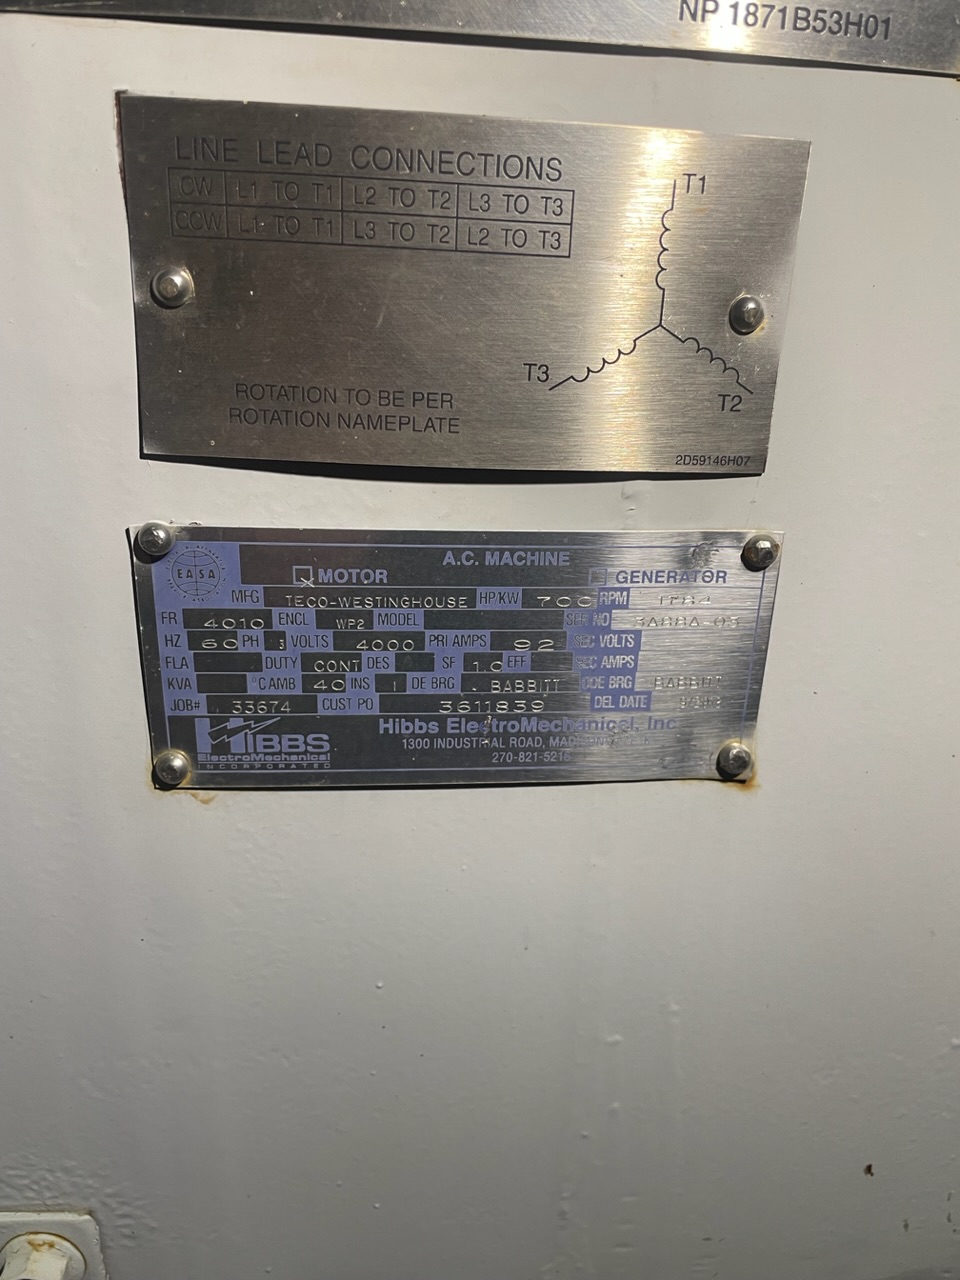 NP 1871B53H01
LINE LEAD CONNECTIONS
CW L1 TO T1 L2 TO T2 L3 TO T3
CCW L1 TO T1 L3 TO T2 L2 TO T3
T1
T3
T2
ROTATION TO BE PER
ROTATION NAMEPLATE
2D59146H07
A.C. MACHINE
EASA
X MOTOR GENERATOR
MFG TECO-WESTINGHOUSE HP/KW 700 RPM
FR 4010 ENCL WP2 MODEL SER NO
HZ 60 PH 3 VOLTS 4000 PRI AMPS 92 SEC VOLTS
FLA DUTY CONT DES SF 1.0 EFF SEC AMPS
KVA °C AMB 40 INS DE BRG BABBITT ODE BRG BABBITT
JOB# 33674 CUST PO 3611839 DEL DATE
HIBBS
ElectroMechanical
INCORPORATED
Hibbs ElectroMechanical, Inc
1300 INDUSTRIAL ROAD,
270-821-5216